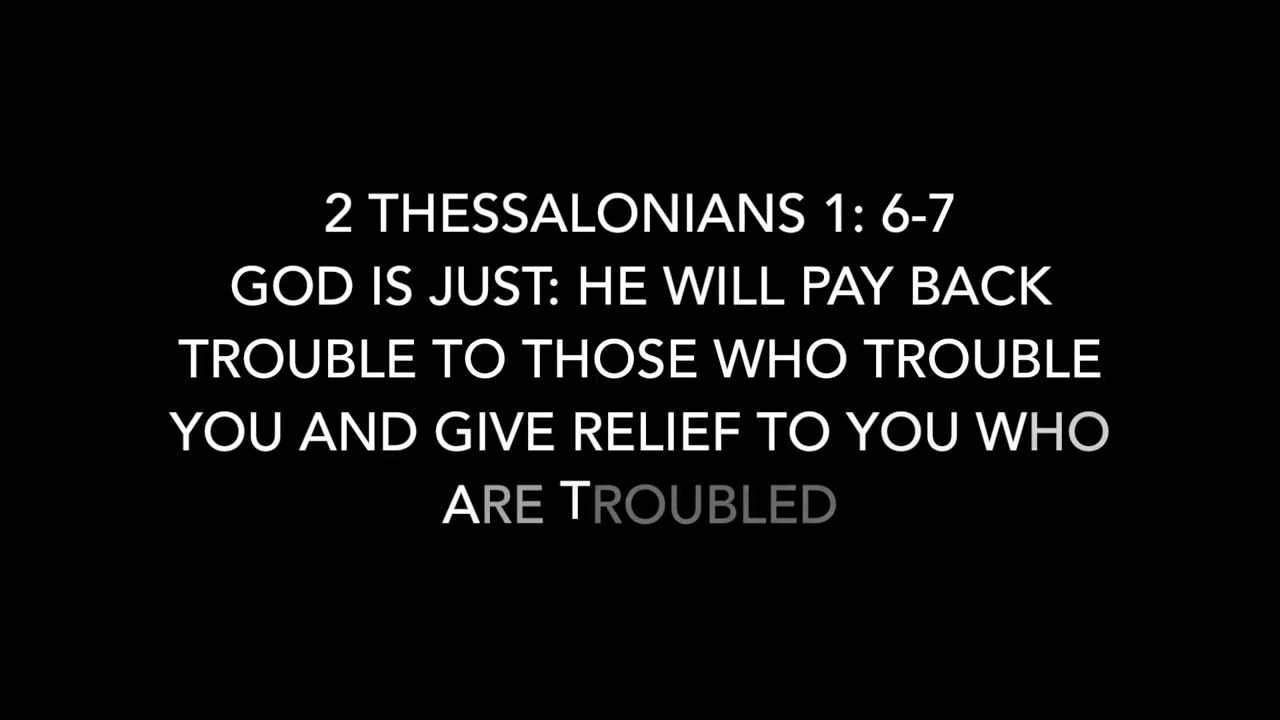 2 THESSALONIANS 1: 6-7
GOD IS JUST: HE WILL PAY BACK
TROUBLE TO THOSE WHO TROUBLE
YOU AND GIVE RELIEF TO YOU WHO
ARE TROUBLED